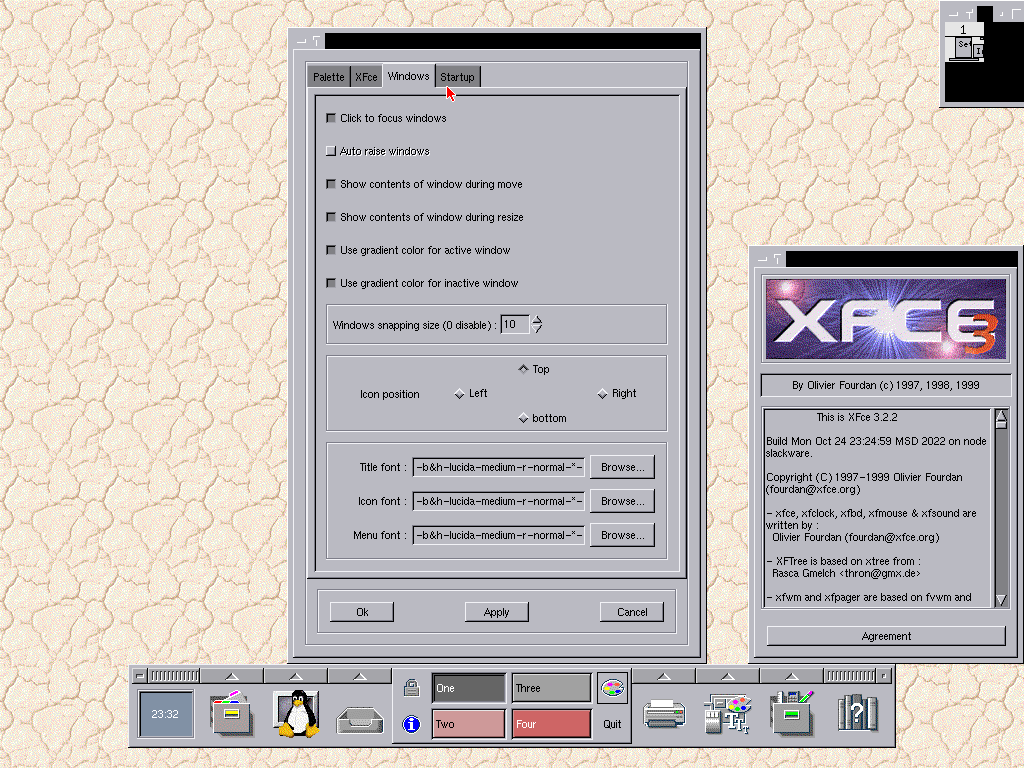 1
Set
Palette XFce Windows Startup
Click to focus windows
Auto raise windows
Show contents of window during move
Show contents of window during resize
Use gradient color for active window
Use gradient color for inactive window
Windows snapping size (0 disable) : 10
Top
Icon position Left Right
bottom
Title font : -b&h-lucida-medium-r-normal-*- Browse...
Icon font : -b&h-lucida-medium-r-normal-*- Browse...
Menu font : -b&h-lucida-medium-r-normal-*- Browse...
Ok Apply Cancel
XFCE 3
By Olivier Fourdan (c) 1997, 1998, 1999
This is XFce 3.2.2
Build Mon Oct 24 23:24:59 MSD 2022 on node
slackware.
Copyright (C) 1997-1999 Olivier Fourdan
(fourdan@xfce.org)
- xfce, xfclock, xfbd, xfmouse & xfsound are
written by :
Olivier Fourdan (fourdan@xfce.org)
- XFTree is based on xtree from :
Rasca Gmelch <thron@gmx.de>
- xfwm and xfpager are based on fvwm and
Agreement
23:32
One Three
Two Four Quit